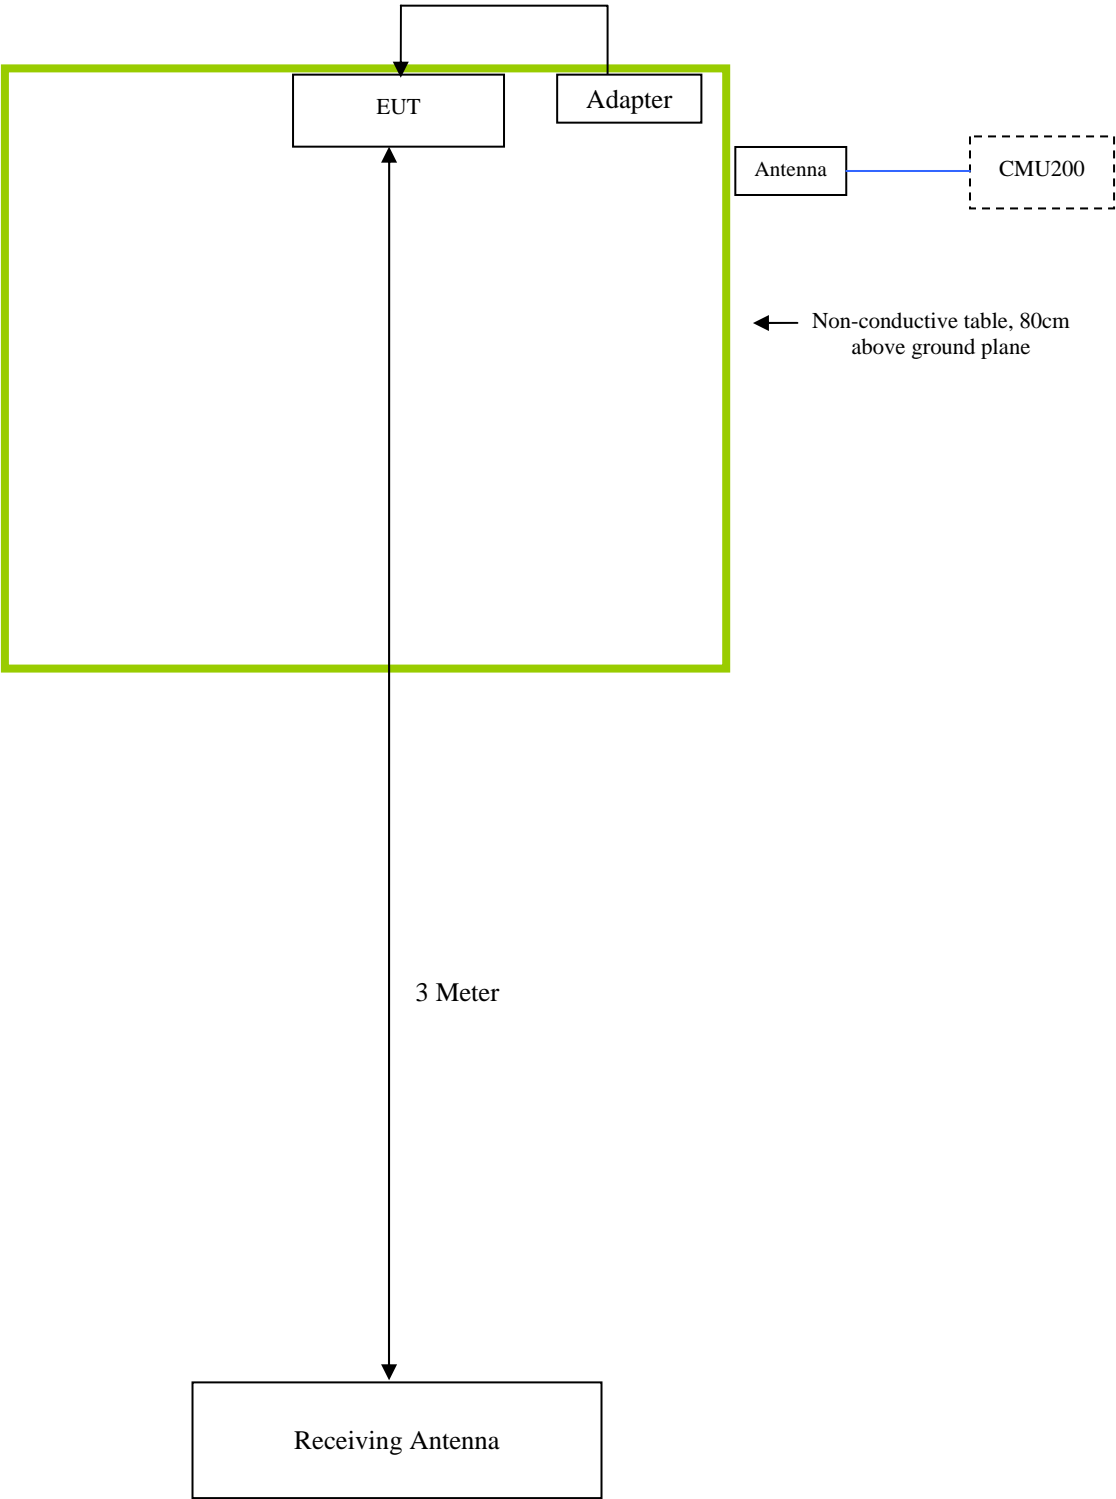 EUT
Adapter
Antenna
CMU200
Non-conductive table, 80cm
above ground plane
3 Meter
Receiving Antenna